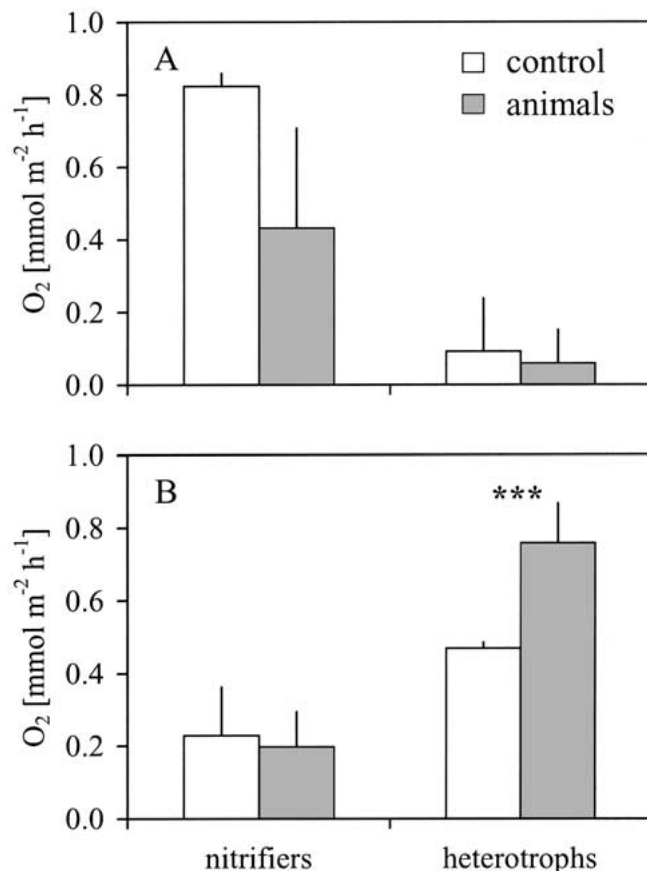 A
control
animals
O₂ [mmol m⁻² h⁻¹]
1.0
0.8
0.6
0.4
0.2
0.0
B
***
O₂ [mmol m⁻² h⁻¹]
1.0
0.8
0.6
0.4
0.2
0.0
nitrifiers heterotrophs